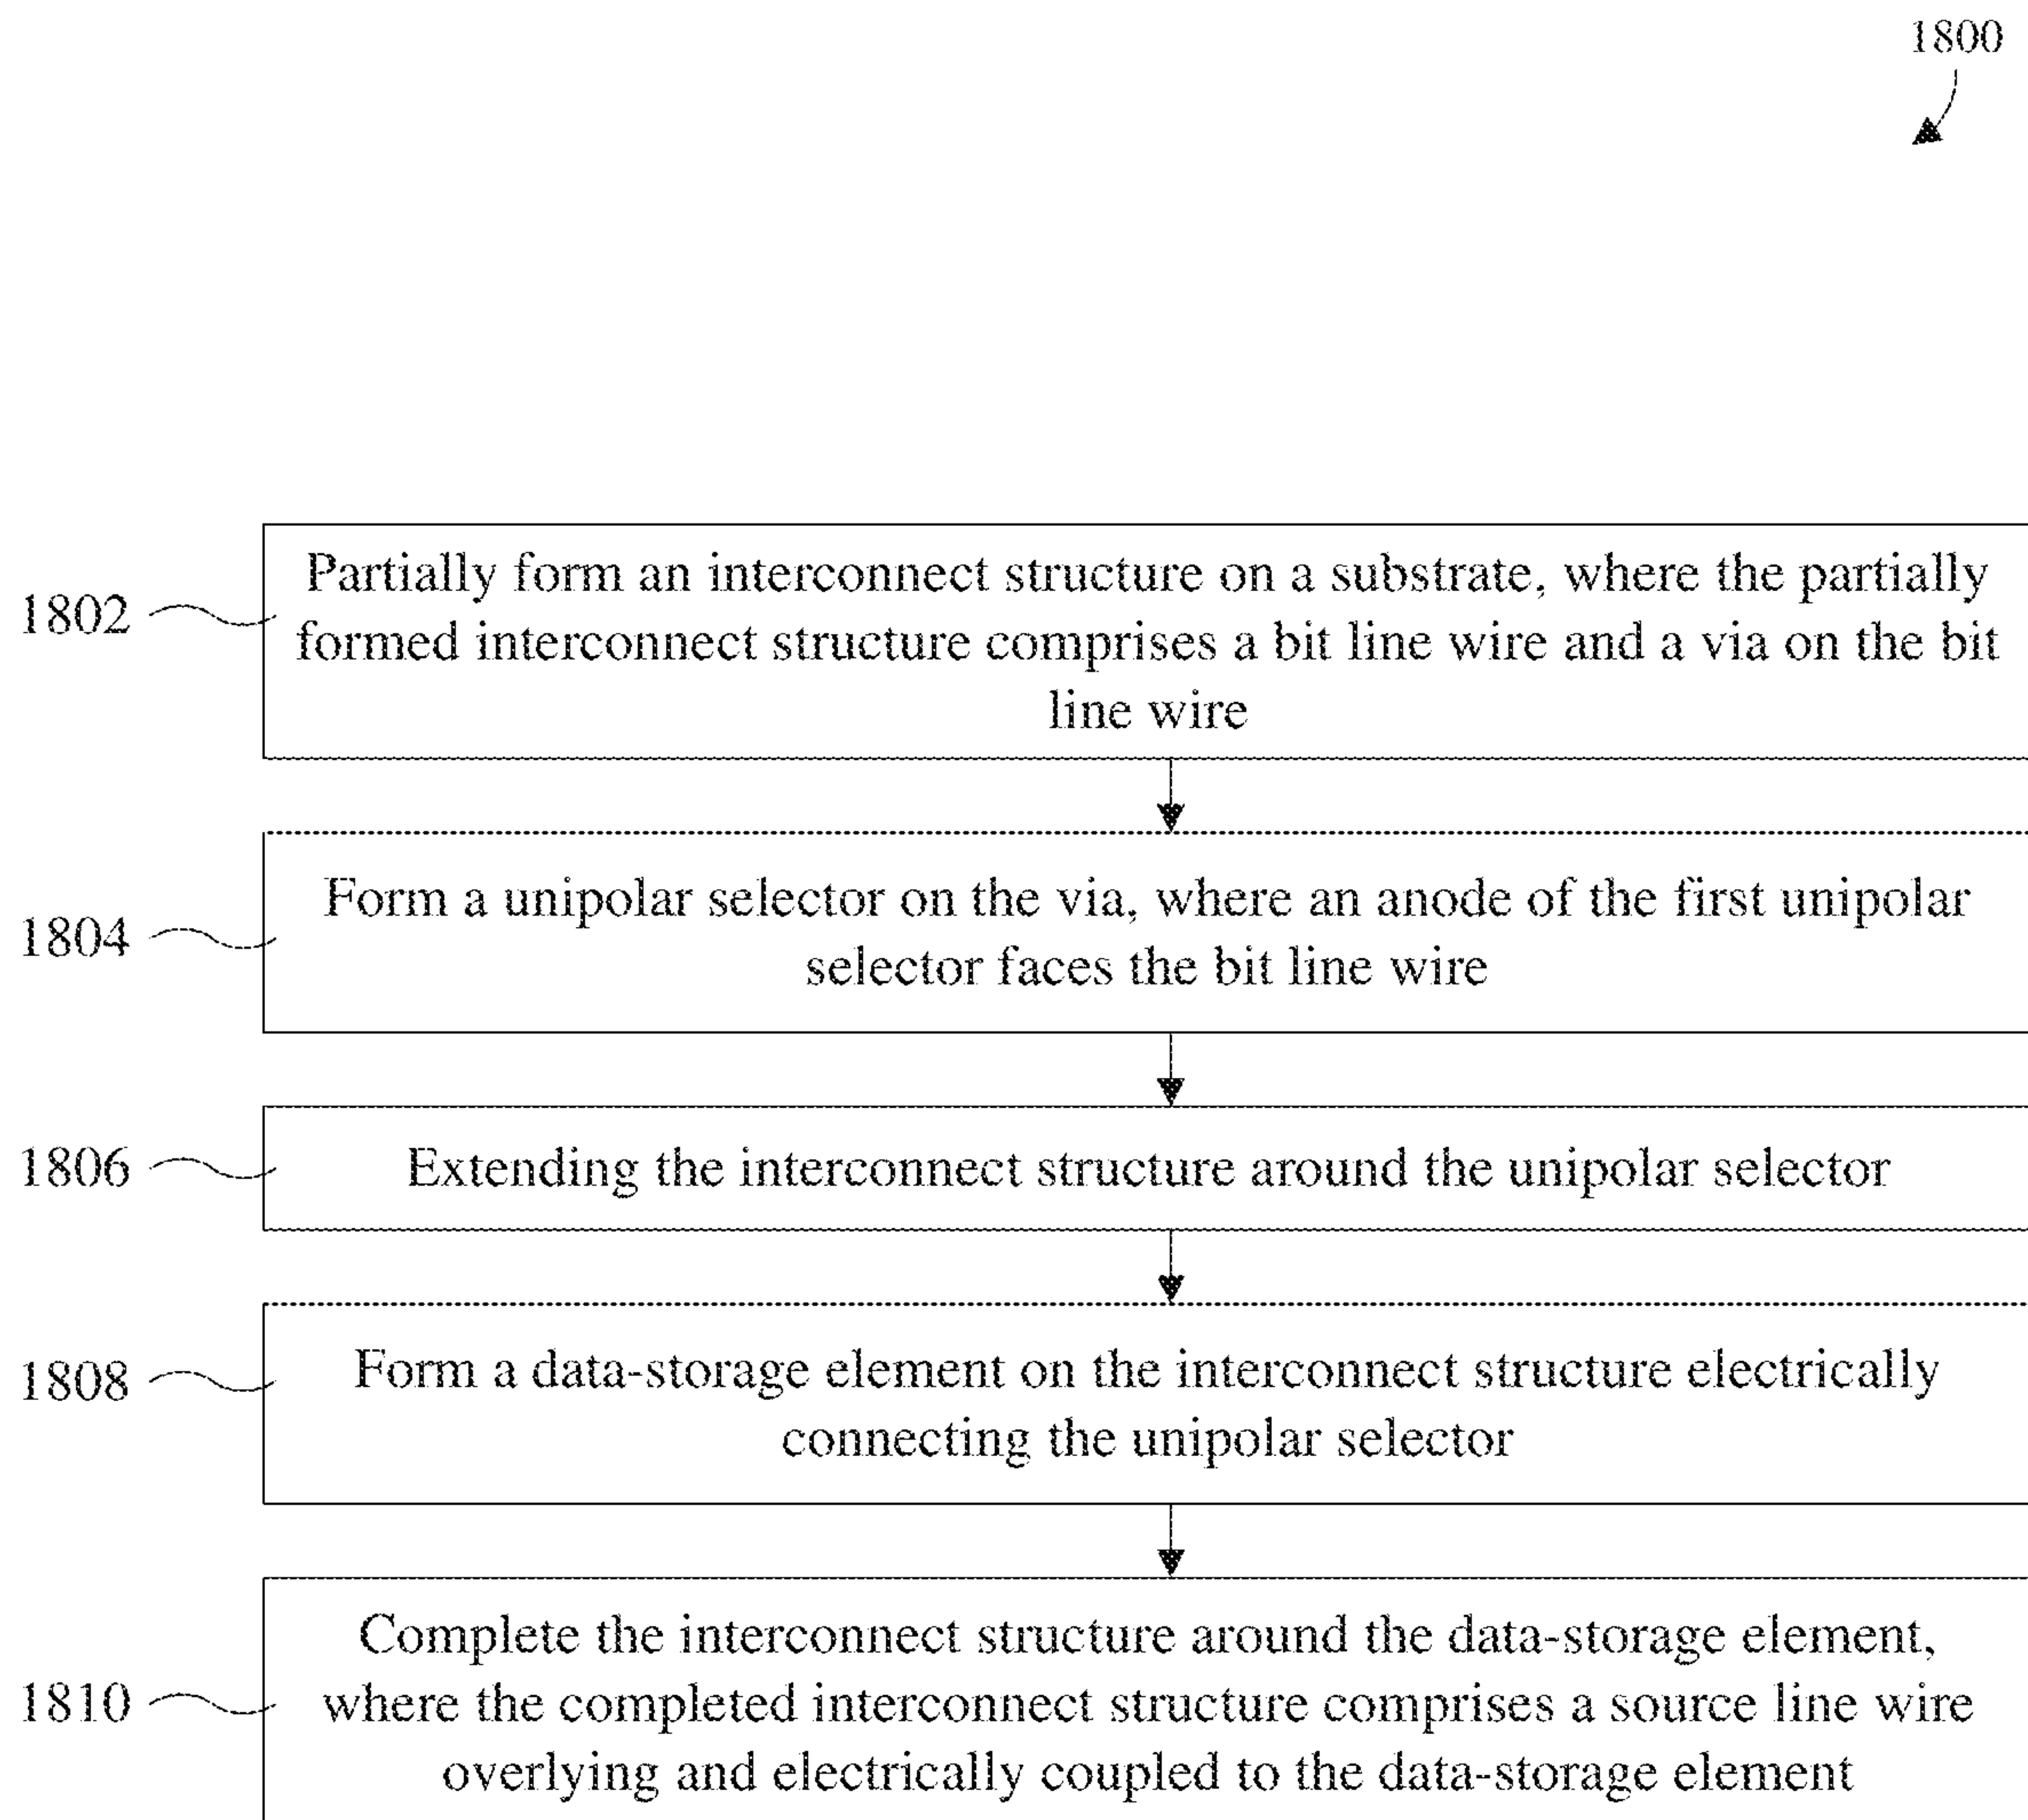 1800
1802
Partially form an interconnect structure on a substrate, where the partially
formed interconnect structure comprises a bit line wire and a via on the bit
line wire
1804
Form a unipolar selector on the via, where an anode of the first unipolar
selector faces the bit line wire
1806
Extending the interconnect structure around the unipolar selector
1808
Form a data-storage element on the interconnect structure electrically
connecting the unipolar selector
1810
Complete the interconnect structure around the data-storage element,
where the completed interconnect structure comprises a source line wire
overlying and electrically coupled to the data-storage element